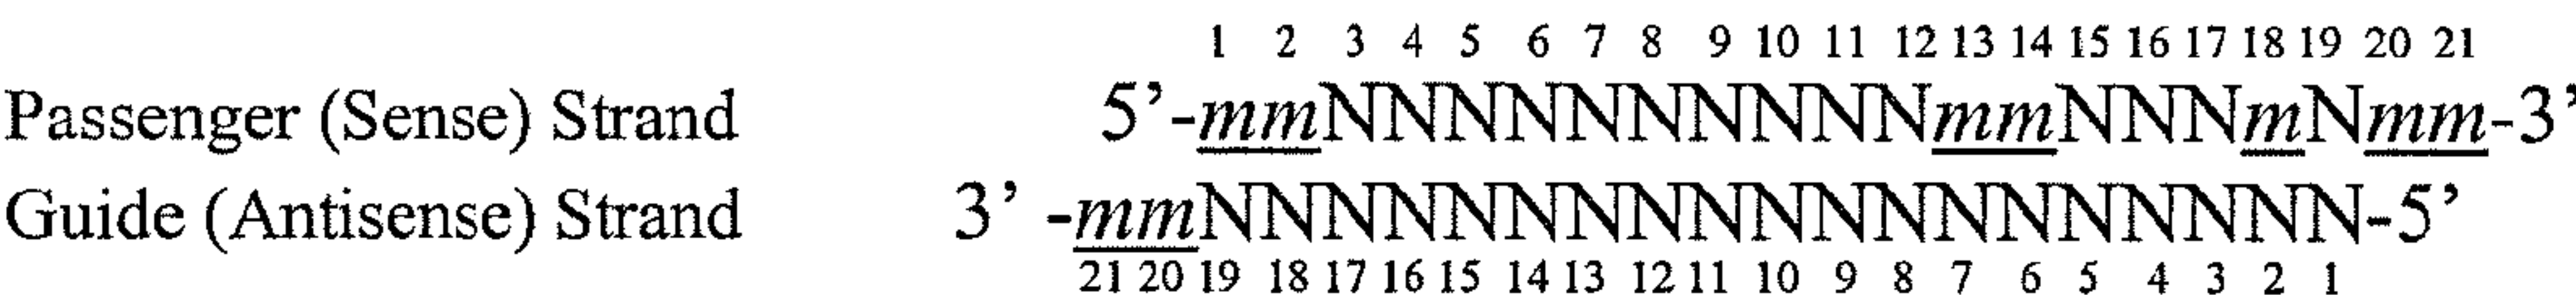 1 2 3 4 5 6 7 8 9 10 11 12 13 14 15 16 17 18 19 20 21
Passenger (Sense) Strand 5’-mmNNNNNNNNNNmmNNNmNmm-3’
Guide (Antisense) Strand 3’ -mmNNNNNNNNNNNNNNNNNNN-5’
21 20 19 18 17 16 15 14 13 12 11 10 9 8 7 6 5 4 3 2 1